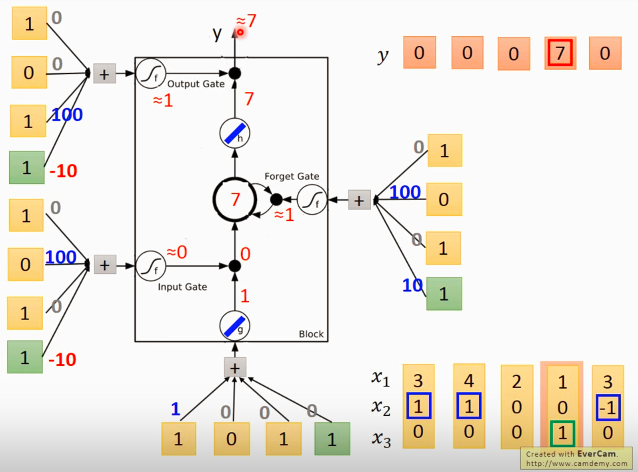 1 0
0 0
1 100
1 -10
+
f
Output Gate
≈1
y ≈7
7
h
Forget Gate
7
≈1
f
+
0 1
100 0
0 1
10 1
1 0
0 100
1 0
1 -10
+
f
≈0
Input Gate
0
1
g
Block
+
1 0 0 0
1 0 1 1
y 0 0 0 7 0
x₁ 3 4 2 1 3
x₂ 1 1 0 0 -1
x₃ 0 0 0 1 0
Created with EverCam.
http://www.camdemy.com